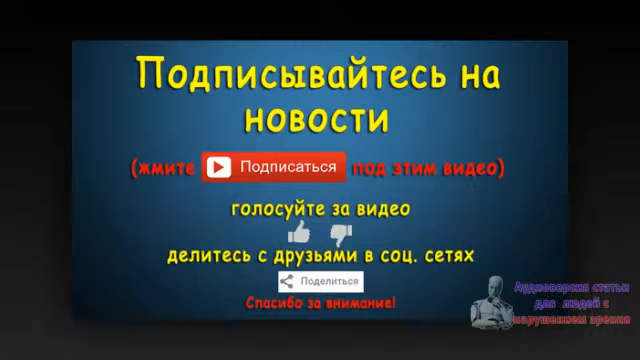 Подписывайтесь на
новости
(жмите Подписаться под этим видео)
голосуйте за видео
делитесь с друзьями в соц. сетях
Поделиться
Спасибо за внимание!
Аудиоверсия статьи
для людей с
нарушением зрения